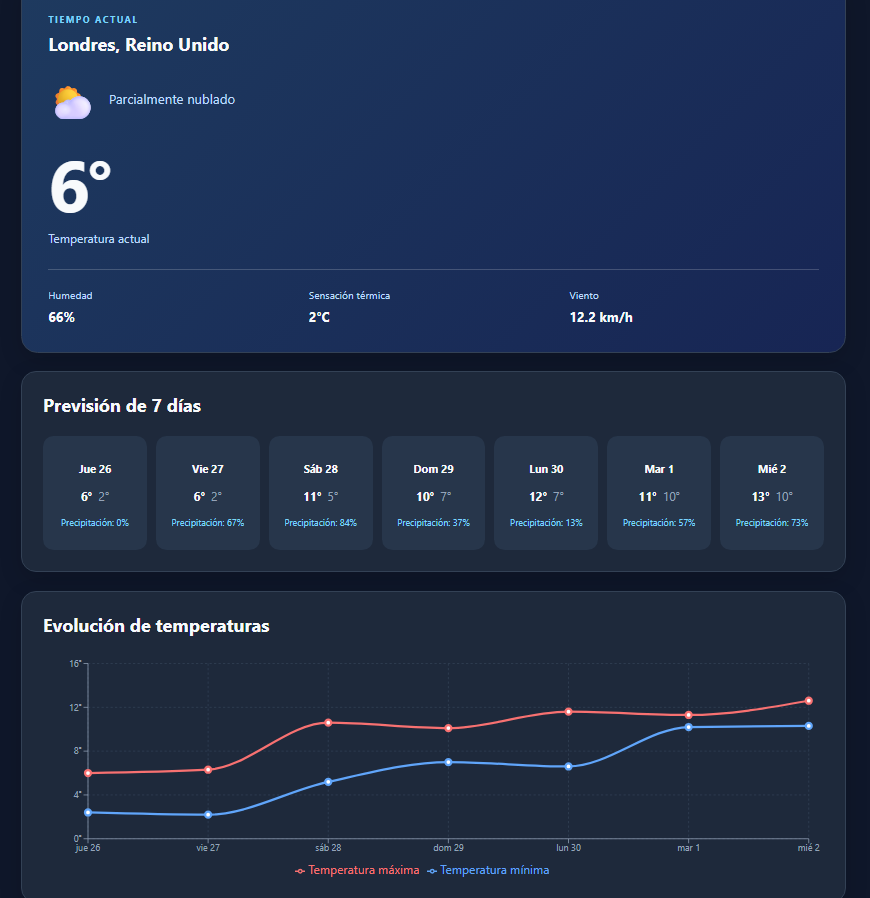 TIEMPO ACTUAL
Londres, Reino Unido
Parcialmente nublado
6°
Temperatura actual
Humedad Sensación térmica Viento
66% 2°C 12.2 km/h
Previsión de 7 días
Jue 26 Vie 27 Sáb 28 Dom 29 Lun 30 Mar 1 Mié 2
6° 2° 6° 2° 11° 5° 10° 7° 12° 7° 11° 10° 13° 10°
Precipitación: 0% Precipitación: 67% Precipitación: 84% Precipitación: 37% Precipitación: 13% Precipitación: 57% Precipitación: 73%
Evolución de temperaturas
16°
12°
8°
4°
0°
jue 26 vie 27 sáb 28 dom 29 lun 30 mar 1 mié 2
Temperatura máxima Temperatura mínima